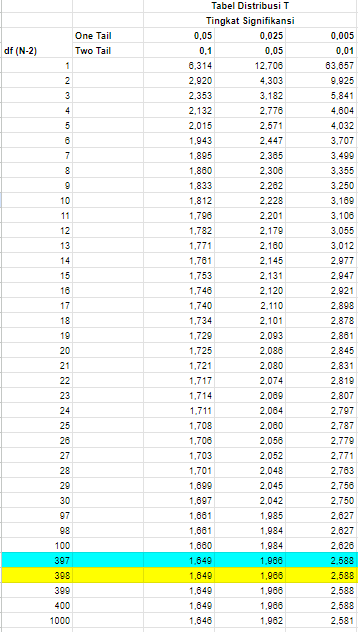 Tabel Distribusi T
Tingkat Signifikansi
One Tail 0,05 0,025 0,005
df (N-2) Two Tail 0,1 0,05 0,01
1 6,314 12,706 63,657
2 2,920 4,303 9,925
3 2,353 3,182 5,841
4 2,132 2,776 4,604
5 2,015 2,571 4,032
6 1,943 2,447 3,707
7 1,895 2,365 3,499
8 1,860 2,306 3,355
9 1,833 2,262 3,250
10 1,812 2,228 3,169
11 1,796 2,201 3,106
12 1,782 2,179 3,055
13 1,771 2,160 3,012
14 1,761 2,145 2,977
15 1,753 2,131 2,947
16 1,746 2,120 2,921
17 1,740 2,110 2,898
18 1,734 2,101 2,878
19 1,729 2,093 2,861
20 1,725 2,086 2,845
21 1,721 2,080 2,831
22 1,717 2,074 2,819
23 1,714 2,069 2,807
24 1,711 2,064 2,797
25 1,708 2,060 2,787
26 1,706 2,056 2,779
27 1,703 2,052 2,771
28 1,701 2,048 2,763
29 1,699 2,045 2,756
30 1,697 2,042 2,750
97 1,661 1,985 2,627
98 1,661 1,984 2,627
100 1,660 1,984 2,626
397 1,649 1,966 2,588
398 1,649 1,966 2,588
399 1,649 1,966 2,588
400 1,649 1,966 2,588
1000 1,646 1,962 2,581